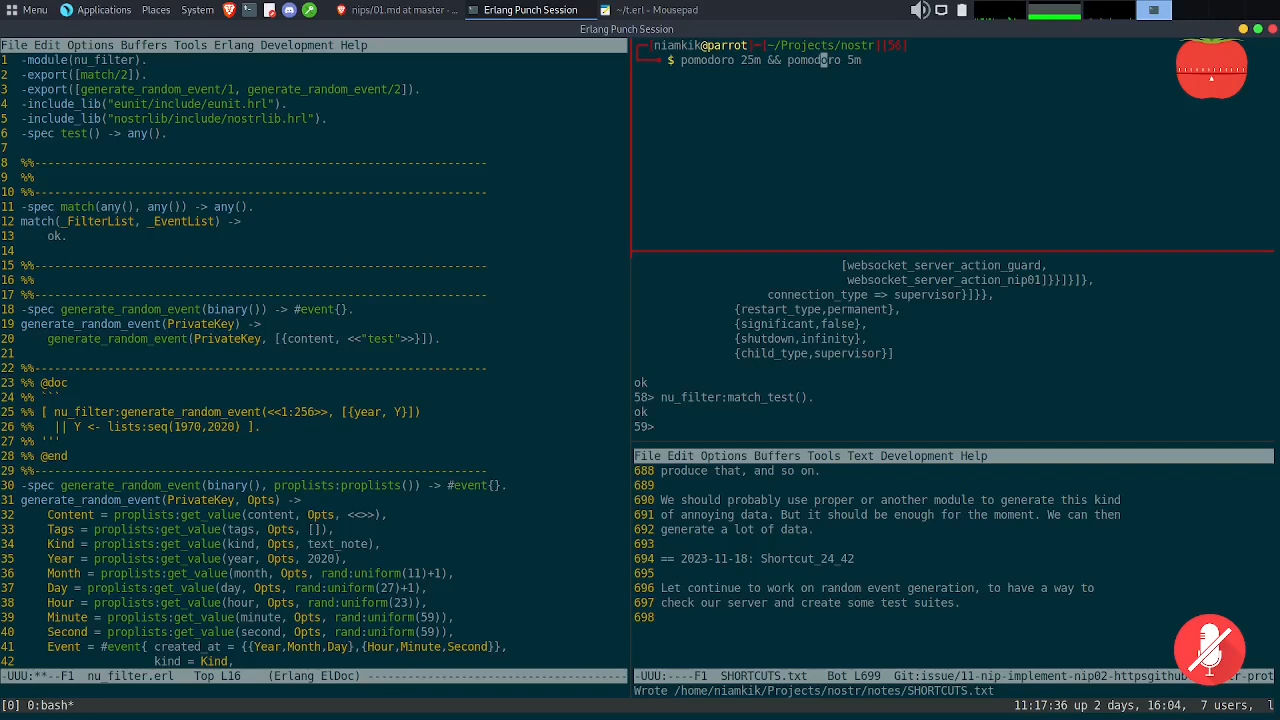 Menu Applications Places System nips/01.md at master - ... Erlang Punch Session ~/t.erl - Mousepad
Erlang Punch Session
File Edit Options Buffers Tools Erlang Development Help
1 -module(nu_filter).
2 -export([match/2]).
3 -export([generate_random_event/1, generate_random_event/2]).
4 -include_lib("eunit/include/eunit.hrl").
5 -include_lib("nostrlib/include/nostrlib.hrl").
6 -spec test() -> any().
7
8 %%--------------------------------------------------------------------
9 %%
10 %%--------------------------------------------------------------------
11 -spec match(any(), any()) -> any().
12 match(_FilterList, _EventList) ->
13     ok.
14
15 %%--------------------------------------------------------------------
16 %%
17 %%--------------------------------------------------------------------
18 -spec generate_random_event(binary()) -> #event{}.
19 generate_random_event(PrivateKey) ->
20     generate_random_event(PrivateKey, [{content, <<"test">>}]).
21
22 %%--------------------------------------------------------------------
23 %% @doc
24 %% ```
25 %% [ nu_filter:generate_random_event(<<1:256>>, [{year, Y}])
26 %%   || Y <- lists:seq(1970,2020) ].
27 %% '''
28 %% @end
29 %%--------------------------------------------------------------------
30 -spec generate_random_event(binary(), proplists:proplists()) -> #event{}.
31 generate_random_event(PrivateKey, Opts) ->
32     Content = proplists:get_value(content, Opts, <<>>),
33     Tags = proplists:get_value(tags, Opts, []),
34     Kind = proplists:get_value(kind, Opts, text_note),
35     Year = proplists:get_value(year, Opts, 2020),
36     Month = proplists:get_value(month, Opts, rand:uniform(11)+1),
37     Day = proplists:get_value(day, Opts, rand:uniform(27)+1),
38     Hour = proplists:get_value(hour, Opts, rand:uniform(23)),
39     Minute = proplists:get_value(minute, Opts, rand:uniform(59)),
40     Second = proplists:get_value(second, Opts, rand:uniform(59)),
41     Event = #event{ created_at = {{Year,Month,Day},{Hour,Minute,Second}},
42                     kind = Kind,
-UUU:**--F1  nu_filter.erl   Top L16    (Erlang ElDoc) ---------------------------------------
[niamkik@parrot]-[~/Projects/nostr][56]
$ pomodoro 25m && pomodoro 5m
[websocket_server_action_guard,
websocket_server_action_nip01]}}]}]},
connection_type => supervisor}]}},
{restart_type,permanent},
{significant,false},
{shutdown,infinity},
{child_type,supervisor}]
ok
58> nu_filter:match_test().
ok
59>
File Edit Options Buffers Tools Text Development Help
688 produce that, and so on.
689
690 We should probably use proper or another module to generate this kind
691 of annoying data. But it should be enough for the moment. We can then
692 generate a lot of data.
693
694 == 2023-11-18: Shortcut_24_42
695
696 Let continue to work on random event generation, to have a way to
697 check our server and create some test suites.
698
-UUU:----F1  SHORTCUTS.txt   Bot L699   Git:issue/11-nip-implement-nip02-httpsgithub
Wrote /home/niamkik/Projects/nostr/notes/SHORTCUTS.txt
[0] 0:bash* 11:17:36 up 2 days, 16:04, 7 users, l